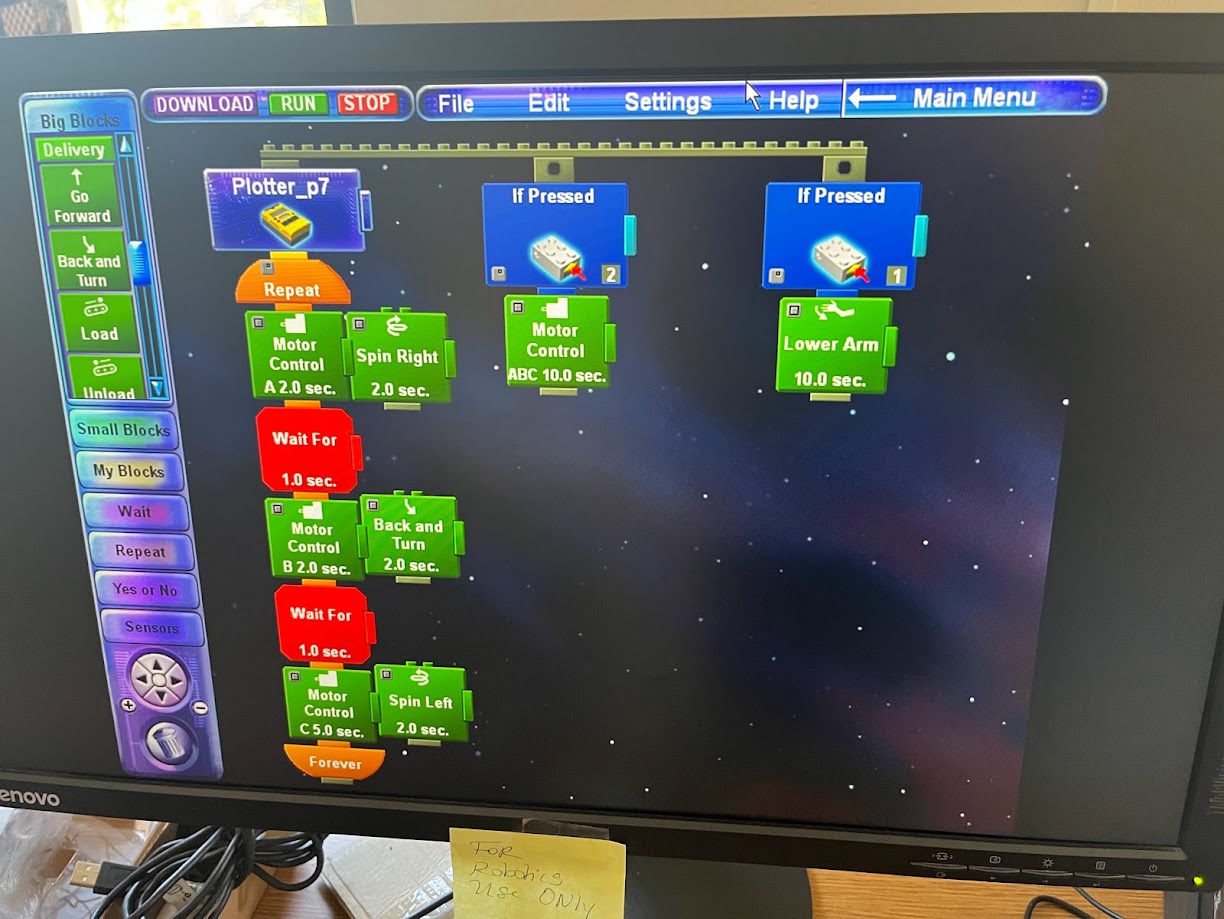 DOWNLOAD RUN STOP File Edit Settings Help Main Menu
Big Blocks
Delivery
Go
Forward
Back and
Turn
Load
Unload
Small Blocks
My Blocks
Wait
Repeat
Yes or No
Sensors
Plotter_p7
Repeat
Motor
Control
A 2.0 sec.
Spin Right
2.0 sec.
Wait For
1.0 sec.
Motor
Control
B 2.0 sec.
Back and
Turn
2.0 sec.
Wait For
1.0 sec.
Motor
Control
C 5.0 sec.
Spin Left
2.0 sec.
Forever
If Pressed
2
Motor
Control
ABC 10.0 sec.
If Pressed
1
Lower Arm
10.0 sec.
enovo
FOR
Robotics
Use ONLY